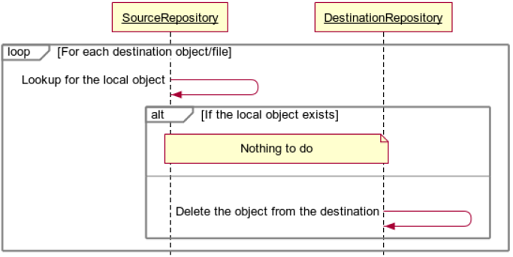 SourceRepository
DestinationRepository
loop
[For each destination object/file]
Lookup for the local object
alt
[If the local object exists]
Nothing to do
Delete the object from the destination